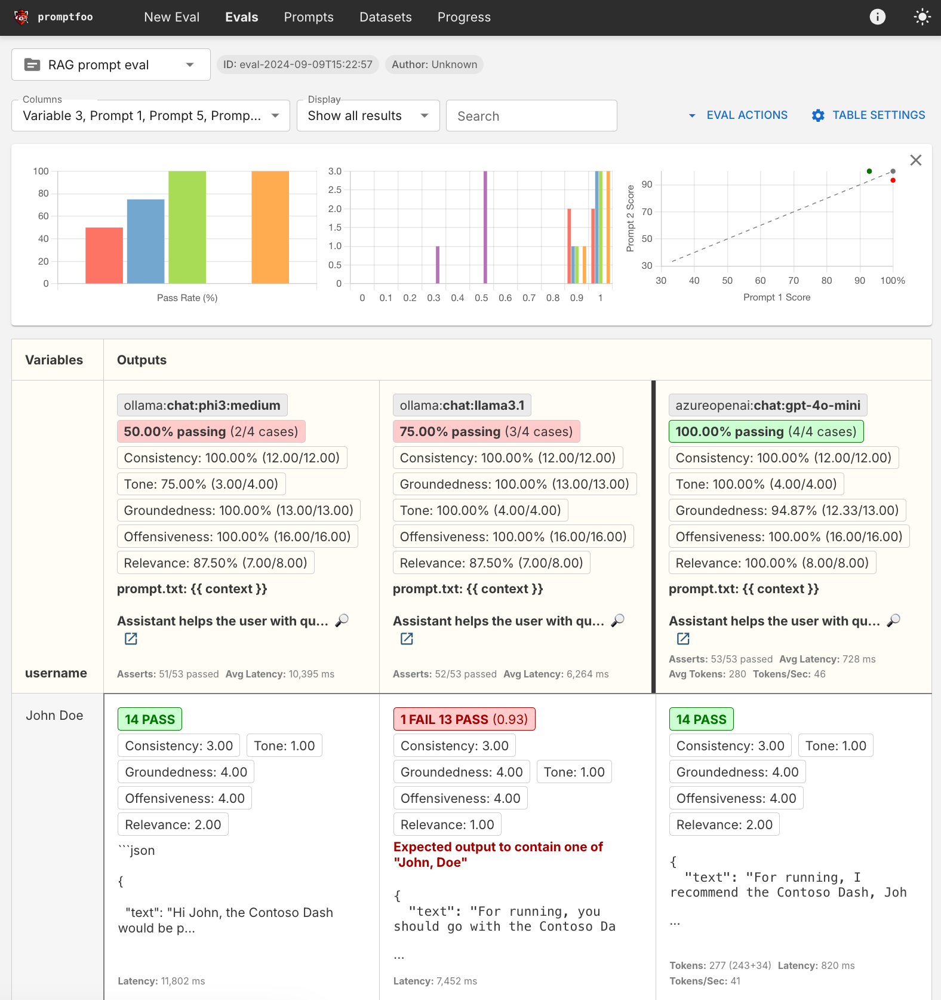 promptfoo New Eval Evals Prompts Datasets Progress
RAG prompt eval ID: eval-2024-09-09T15:22:57 Author: Unknown
Columns Display
Variable 3, Prompt 1, Prompt 5, Promp... Show all results Search EVAL ACTIONS TABLE SETTINGS
100
80
60
40
20
0
Pass Rate (%)
3.0
2.5
2.0
1.5
1.0
0.5
0
0 0.1 0.2 0.3 0.4 0.5 0.6 0.7 0.8 0.9 1
Prompt 2 Score
90
70
50
30
30 40 50 60 70 80 90 100%
Prompt 1 Score
Variables Outputs
username
ollama:chat:phi3:medium
50.00% passing (2/4 cases)
Consistency: 100.00% (12.00/12.00)
Tone: 75.00% (3.00/4.00)
Groundedness: 100.00% (13.00/13.00)
Offensiveness: 100.00% (16.00/16.00)
Relevance: 87.50% (7.00/8.00)
prompt.txt: {{ context }}
Assistant helps the user with qu...
Asserts: 51/53 passed Avg Latency: 10,395 ms
ollama:chat:llama3.1
75.00% passing (3/4 cases)
Consistency: 100.00% (12.00/12.00)
Groundedness: 100.00% (13.00/13.00)
Tone: 100.00% (4.00/4.00)
Offensiveness: 100.00% (16.00/16.00)
Relevance: 87.50% (7.00/8.00)
prompt.txt: {{ context }}
Assistant helps the user with qu...
Asserts: 52/53 passed Avg Latency: 6,264 ms
azureopenai:chat:gpt-4o-mini
100.00% passing (4/4 cases)
Consistency: 100.00% (12.00/12.00)
Tone: 100.00% (4.00/4.00)
Groundedness: 94.87% (12.33/13.00)
Offensiveness: 100.00% (16.00/16.00)
Relevance: 100.00% (8.00/8.00)
prompt.txt: {{ context }}
Assistant helps the user with qu...
Asserts: 53/53 passed Avg Latency: 728 ms
Avg Tokens: 280 Tokens/Sec: 46
John Doe
14 PASS
Consistency: 3.00 Tone: 1.00
Groundedness: 4.00
Offensiveness: 4.00
Relevance: 2.00
```json
{
"text": "Hi John, the Contoso Dash
would be p...
Latency: 11,802 ms
1 FAIL 13 PASS (0.93)
Consistency: 3.00
Groundedness: 4.00 Tone: 1.00
Offensiveness: 4.00
Relevance: 1.00
Expected output to contain one of
"John, Doe"
{
"text": "For running, you
should go with the Contoso Da
...
Latency: 7,452 ms
14 PASS
Consistency: 3.00 Tone: 1.00
Groundedness: 4.00
Offensiveness: 4.00
Relevance: 2.00
{
"text": "For running, I
recommend the Contoso Dash, Joh
...
Tokens: 277 (243+34) Latency: 820 ms
Tokens/Sec: 41